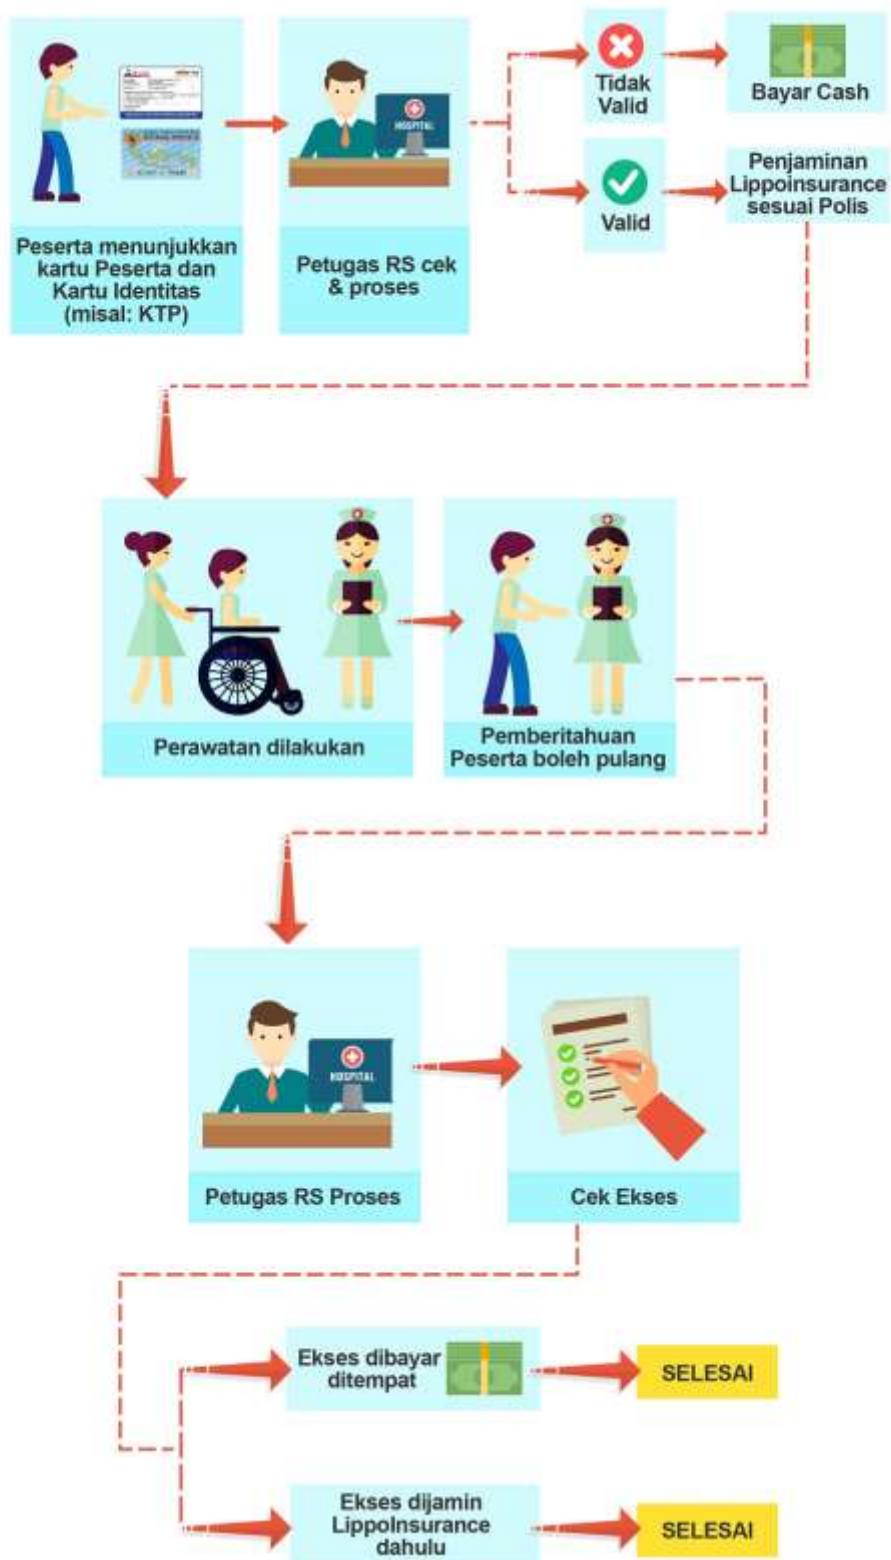 Tidak
Valid
Bayar Cash
Valid
Penjaminan
Lippoinsurance
sesuai Polis
HOSPITAL
Peserta menunjukkan
kartu Peserta dan
Kartu Identitas
(misal: KTP)
Petugas RS cek
& proses
Perawatan dilakukan
Pemberitahuan
Peserta boleh pulang
HOSPITAL
Petugas RS Proses
Cek Ekses
Ekses dibayar
ditempat
SELESAI
Ekses dijamin
LippoInsurance
dahulu
SELESAI